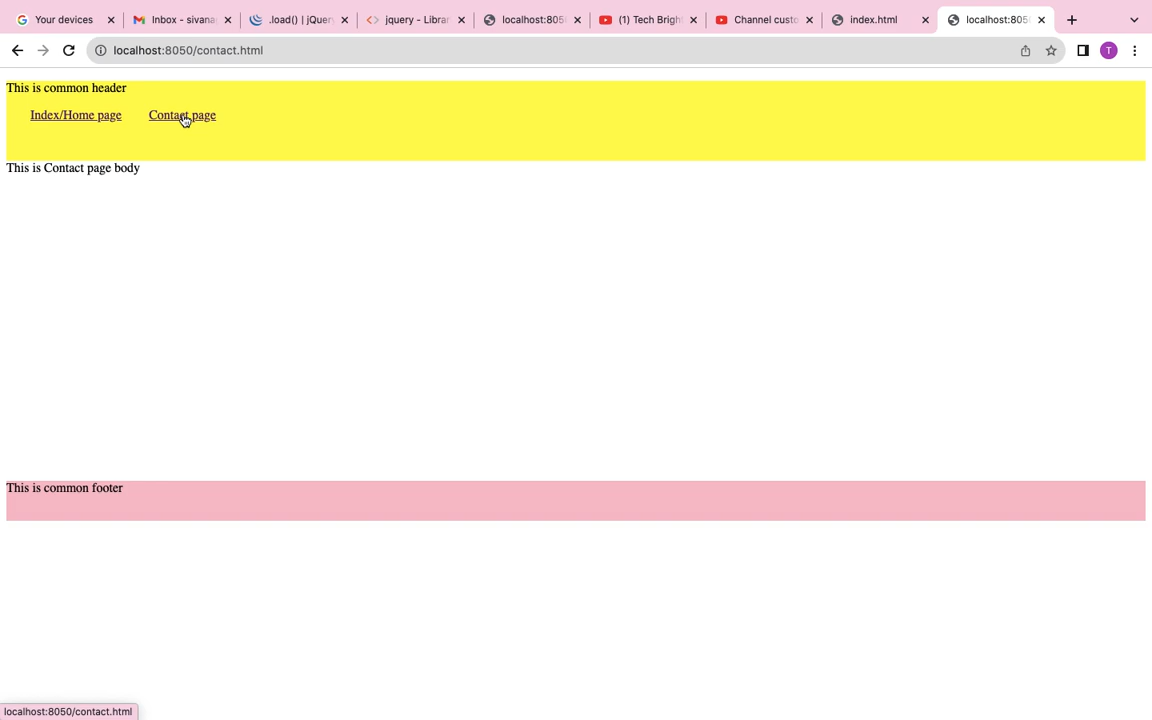 Your devices
Inbox - sivana
.load() | jQuery
jquery - Librar
localhost:805
(1) Tech Brigh
Channel custo
index.html
localhost:805
localhost:8050/contact.html
T
This is common header
Index/Home page Contact page
This is Contact page body
This is common footer
localhost:8050/contact.html